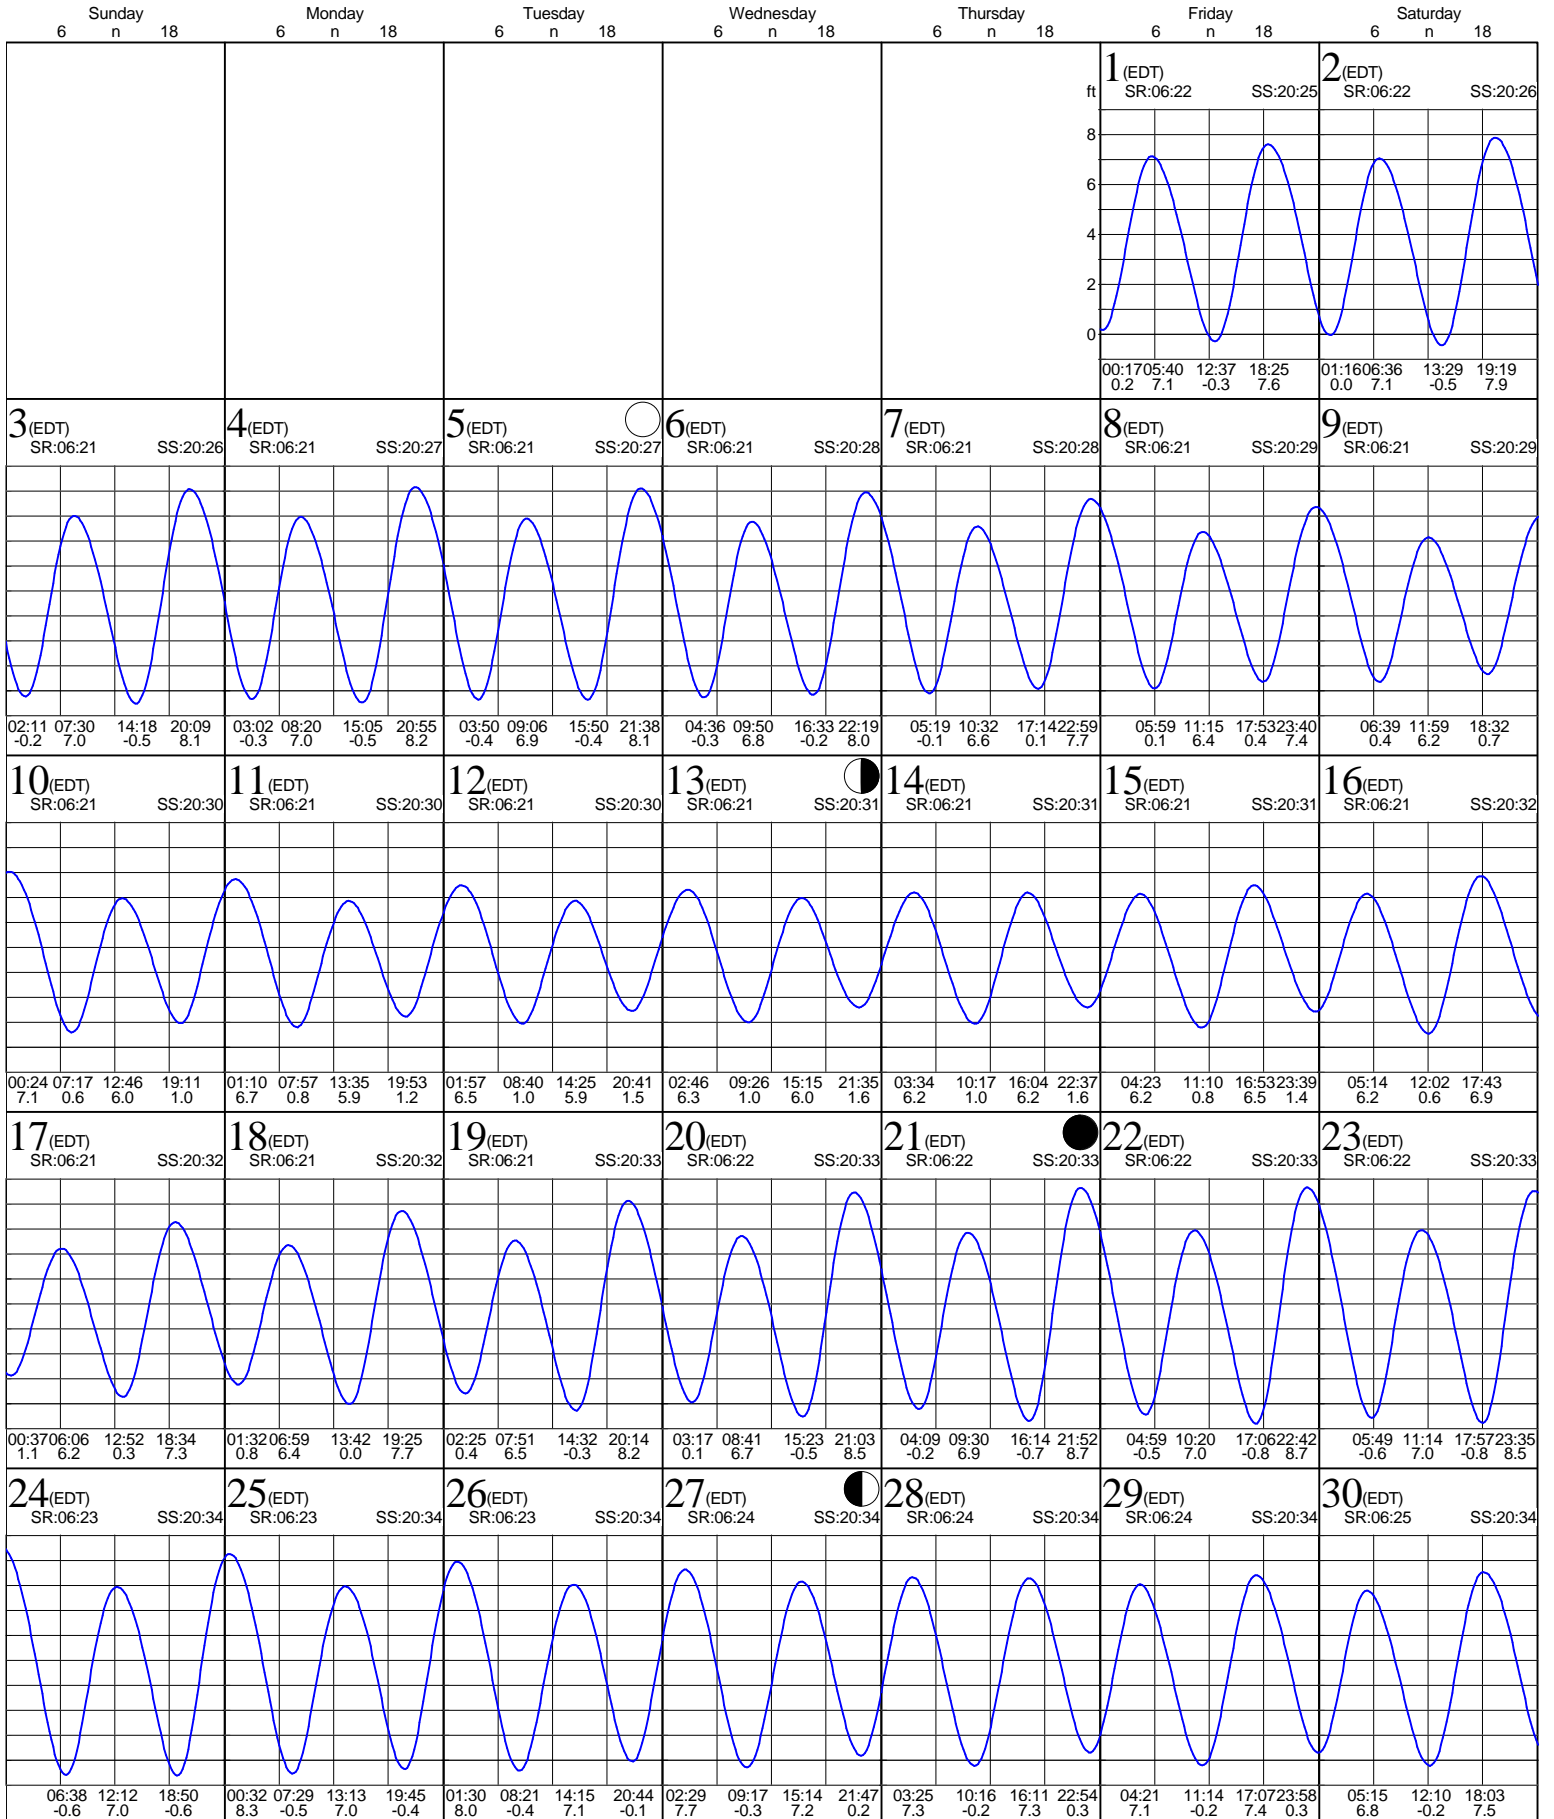 Sunday Monday Tuesday Wednesday Thursday Friday Saturday
6 n 18 6 n 18 6 n 18 6 n 18 6 n 18 6 n 18 6 n 18
1(EDT) 2(EDT)
ft SR:06:22 SS:20:25 SR:06:22 SS:20:26
8
6
4
2
0
00:17 05:40 12:37 18:25 01:16 06:36 13:29 19:19
0.2 7.1 -0.3 7.6 0.0 7.1 -0.5 7.9
3(EDT) 4(EDT) 5(EDT) 6(EDT) 7(EDT) 8(EDT) 9(EDT)
SR:06:21 SS:20:26 SR:06:21 SS:20:27 SR:06:21 SS:20:27 SR:06:21 SS:20:28 SR:06:21 SS:20:28 SR:06:21 SS:20:29 SR:06:21 SS:20:29
02:11 07:30 14:18 20:09 03:02 08:20 15:05 20:55 03:50 09:06 15:50 21:38 04:36 09:50 16:33 22:19 05:19 10:32 17:14 22:59 05:59 11:15 17:53 23:40 06:39 11:59 18:32
-0.2 7.0 -0.5 8.1 -0.3 7.0 -0.5 8.2 -0.4 6.9 -0.4 8.1 -0.3 6.8 -0.2 8.0 -0.1 6.6 0.1 7.7 0.1 6.4 0.4 7.4 0.4 6.2 0.7
10(EDT) 11(EDT) 12(EDT) 13(EDT) 14(EDT) 15(EDT) 16(EDT)
SR:06:21 SS:20:30 SR:06:21 SS:20:30 SR:06:21 SS:20:30 SR:06:21 SS:20:31 SR:06:21 SS:20:31 SR:06:21 SS:20:31 SR:06:21 SS:20:32
00:24 07:17 12:46 19:11 01:10 07:57 13:35 19:53 01:57 08:40 14:25 20:41 02:46 09:26 15:15 21:35 03:34 10:17 16:04 22:37 04:23 11:10 16:53 23:39 05:14 12:02 17:43
7.1 0.6 6.0 1.0 6.7 0.8 5.9 1.2 6.5 1.0 5.9 1.5 6.3 1.0 6.0 1.6 6.2 1.0 6.2 1.6 6.2 0.8 6.5 1.4 6.2 0.6 6.9
17(EDT) 18(EDT) 19(EDT) 20(EDT) 21(EDT) 22(EDT) 23(EDT)
SR:06:21 SS:20:32 SR:06:21 SS:20:32 SR:06:21 SS:20:33 SR:06:22 SS:20:33 SR:06:22 SS:20:33 SR:06:22 SS:20:33 SR:06:22 SS:20:33
00:37 06:06 12:52 18:34 01:32 06:59 13:42 19:25 02:25 07:51 14:32 20:14 03:17 08:41 15:23 21:03 04:09 09:30 16:14 21:52 04:59 10:20 17:06 22:42 05:49 11:14 17:57 23:35
1.1 6.2 0.3 7.3 0.8 6.4 0.0 7.7 0.4 6.5 -0.3 8.2 0.1 6.7 -0.5 8.5 -0.2 6.9 -0.7 8.7 -0.5 7.0 -0.8 8.7 -0.6 7.0 -0.8 8.5
24(EDT) 25(EDT) 26(EDT) 27(EDT) 28(EDT) 29(EDT) 30(EDT)
SR:06:23 SS:20:34 SR:06:23 SS:20:34 SR:06:23 SS:20:34 SR:06:24 SS:20:34 SR:06:24 SS:20:34 SR:06:24 SS:20:34 SR:06:25 SS:20:34
06:38 12:12 18:50 00:32 07:29 13:13 19:45 01:30 08:21 14:15 20:44 02:29 09:17 15:14 21:47 03:25 10:16 16:11 22:54 04:21 11:14 17:07 23:58 05:15 12:10 18:03
-0.6 7.0 -0.6 8.3 -0.5 7.0 -0.4 8.0 -0.4 7.1 -0.1 7.7 -0.3 7.2 0.2 7.3 -0.2 7.3 0.3 7.1 -0.2 7.4 0.3 6.8 -0.2 7.5